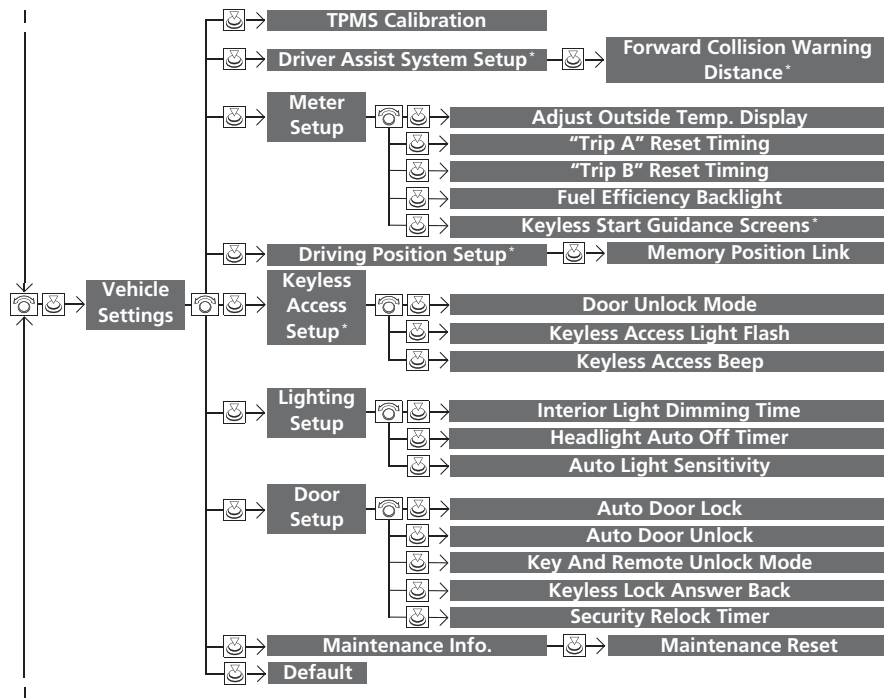 TPMS Calibration
Driver Assist System Setup*
Forward Collision Warning
Distance*
Meter
Setup
Adjust Outside Temp. Display
“Trip A” Reset Timing
“Trip B” Reset Timing
Fuel Efficiency Backlight
Keyless Start Guidance Screens*
Driving Position Setup*
Memory Position Link
Vehicle
Settings
Keyless
Access
Setup*
Door Unlock Mode
Keyless Access Light Flash
Keyless Access Beep
Lighting
Setup
Interior Light Dimming Time
Headlight Auto Off Timer
Auto Light Sensitivity
Door
Setup
Auto Door Lock
Auto Door Unlock
Key And Remote Unlock Mode
Keyless Lock Answer Back
Security Relock Timer
Maintenance Info.
Maintenance Reset
Default